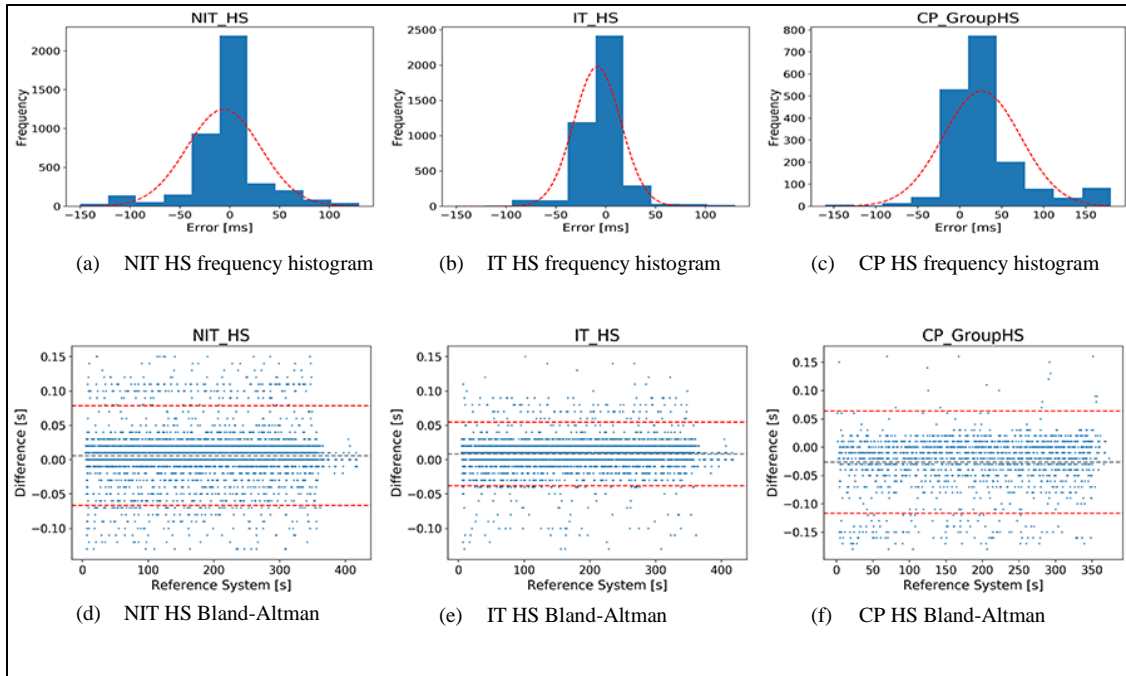 NIT_HS
Frequency
2000
1500
1000
500
0
−150 −100 −50 0 50 100
Error [ms]
(a) NIT HS frequency histogram
IT_HS
Frequency
2500
2000
1500
1000
500
0
−150 −100 −50 0 50 100
Error [ms]
(b) IT HS frequency histogram
CP_GroupHS
Frequency
800
700
600
500
400
300
200
100
0
−150 −100 −50 0 50 100 150
Error [ms]
(c) CP HS frequency histogram
NIT_HS
Difference [s]
0.15
0.10
0.05
0.00
−0.05
−0.10
0 100 200 300 400
Reference System [s]
(d) NIT HS Bland-Altman
IT_HS
Difference [s]
0.15
0.10
0.05
0.00
−0.05
−0.10
0 100 200 300 400
Reference System [s]
(e) IT HS Bland-Altman
CP_GroupHS
Difference [s]
0.15
0.10
0.05
0.00
−0.05
−0.10
−0.15
0 50 100 150 200 250 300 350
Reference System [s]
(f) CP HS Bland-Altman